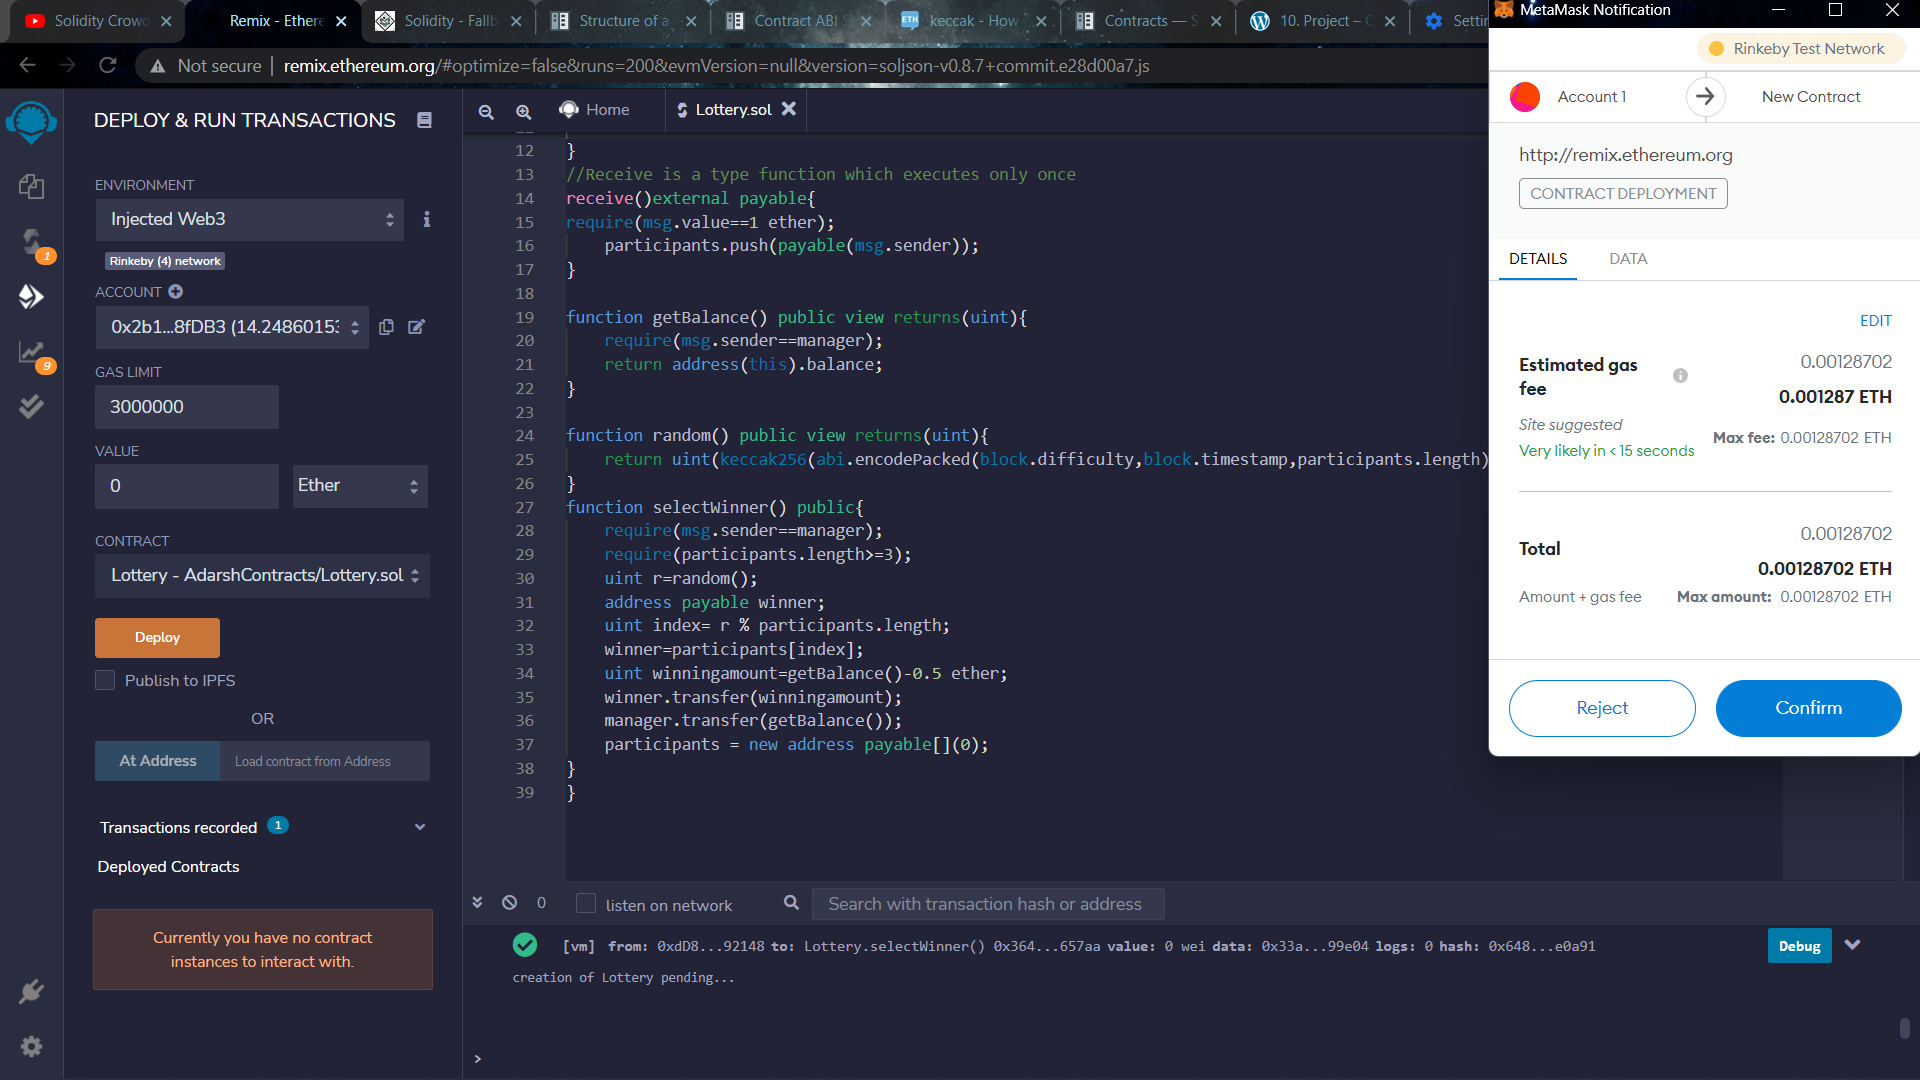 Solidity Crowd
Remix - Ethere
Solidity - Fallb
Structure of a
Contract ABI S
keccak - How
Contracts — S
10. Project – C
Settin
Not secure | remix.ethereum.org/#optimize=false&runs=200&evmVersion=null&version=soljson-v0.8.7+commit.e28d00a7.js
DEPLOY & RUN TRANSACTIONS
ENVIRONMENT
Injected Web3
Rinkeby (4) network
ACCOUNT
0x2b1...8fDB3 (14.2486015
GAS LIMIT
3000000
VALUE
0
Ether
CONTRACT
Lottery - AdarshContracts/Lottery.sol
Deploy
Publish to IPFS
OR
At Address
Load contract from Address
Transactions recorded 1
Deployed Contracts
Currently you have no contract
instances to interact with.
1
9
Home
Lottery.sol
12 }
13 //Receive is a type function which executes only once
14 receive()external payable{
15 require(msg.value==1 ether);
16 participants.push(payable(msg.sender));
17 }
18
19 function getBalance() public view returns(uint){
20 require(msg.sender==manager);
21 return address(this).balance;
22 }
23
24 function random() public view returns(uint){
25 return uint(keccak256(abi.encodePacked(block.difficulty,block.timestamp,participants.length)
26 }
27 function selectWinner() public{
28 require(msg.sender==manager);
29 require(participants.length>=3);
30 uint r=random();
31 address payable winner;
32 uint index= r % participants.length;
33 winner=participants[index];
34 uint winningamount=getBalance()-0.5 ether;
35 winner.transfer(winningamount);
36 manager.transfer(getBalance());
37 participants = new address payable[](0);
38 }
39 }
0
listen on network
Search with transaction hash or address
[vm] from: 0xdD8...92148 to: Lottery.selectWinner() 0x364...657aa value: 0 wei data: 0x33a...99e04 logs: 0 hash: 0x648...e0a91
Debug
creation of Lottery pending...
>
MetaMask Notification
Rinkeby Test Network
Account 1
New Contract
http://remix.ethereum.org
CONTRACT DEPLOYMENT
DETAILS
DATA
EDIT
Estimated gas
fee
0.00128702
0.001287 ETH
Site suggested
Very likely in < 15 seconds
Max fee: 0.00128702 ETH
Total
0.00128702
0.00128702 ETH
Amount + gas fee
Max amount: 0.00128702 ETH
Reject
Confirm